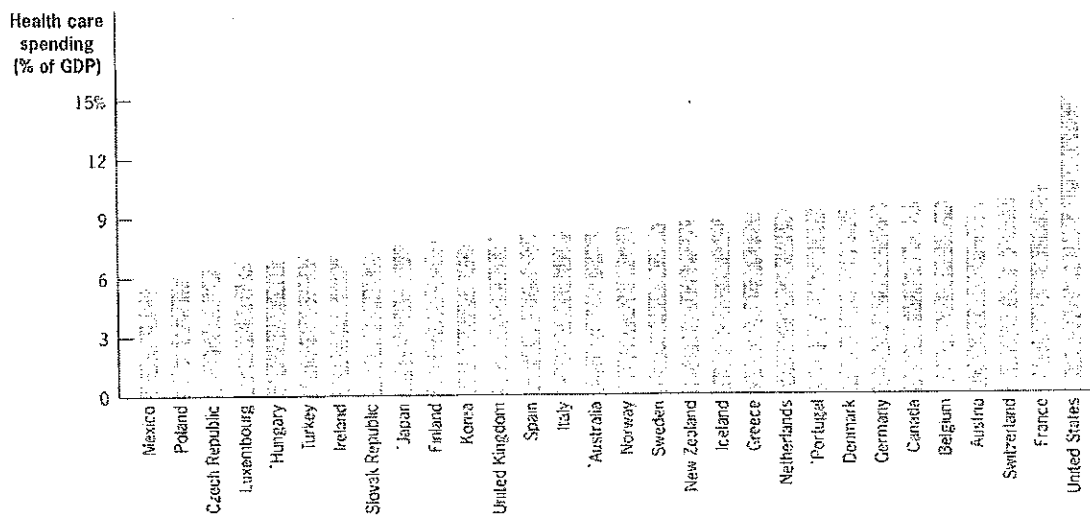 Health care
spending
(% of GDP)
15%
12
9
6
3
0
Mexico
Poland
Czech Republic
Luxembourg
*Hungary
Turkey
Ireland
Slovak Republic
*Japan
Finland
Korea
United Kingdom
Spain
Italy
*Australia
Norway
Sweden
New Zealand
Iceland
Greece
Netherlands
*Portugal
Denmark
Germany
Canada
Belgium
Austria
Switzerland
France
United States